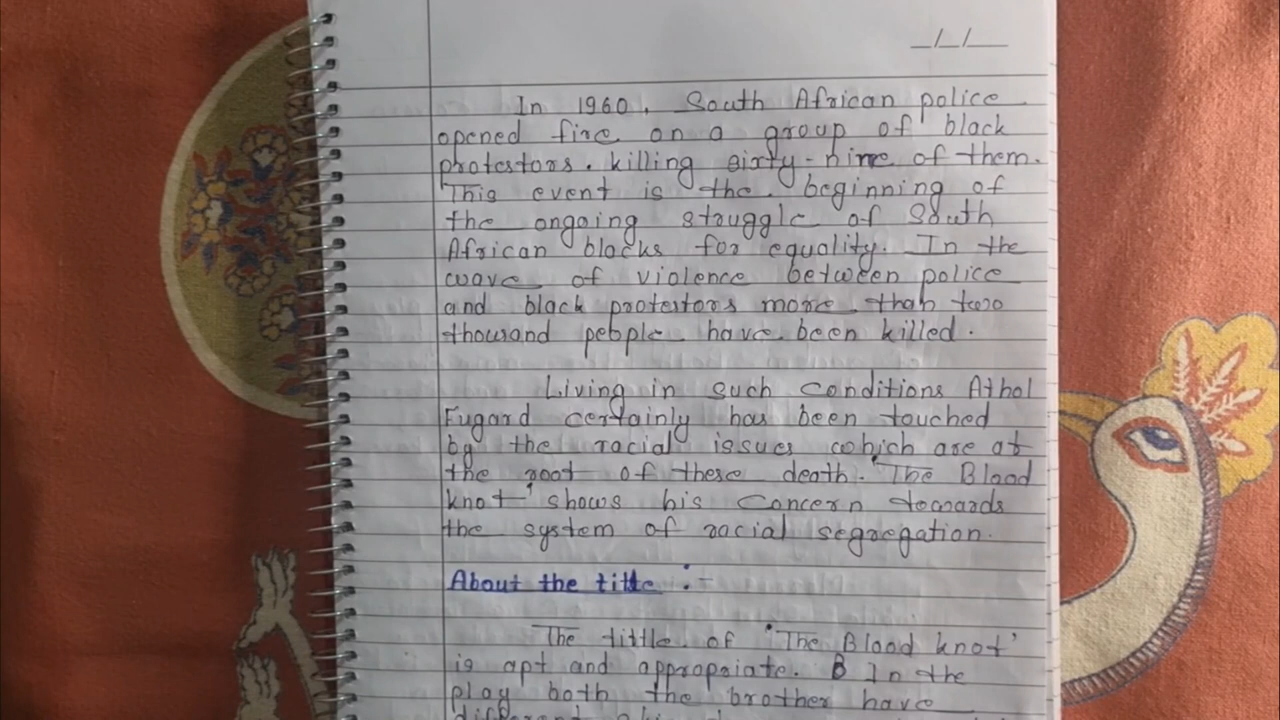 _/_/__
In 1960, South African police
opened fire on a group of black
protestors. killing sixty-nine of them.
This event is the beginning of
the ongoing struggle of South
African blacks for equality. In the
wave of violence between police
and black protestors more than two
thousand people have been killed.
Living in such conditions Athol
Fugard certainly has been touched
by the racial issues which are at
the root of these death. 'The Blood
knot' shows his concern towards
the system of racial segregation.
About the title :-
The tittle of 'The Blood knot'
is apt and appropriate. B In the
play both the brother have
different